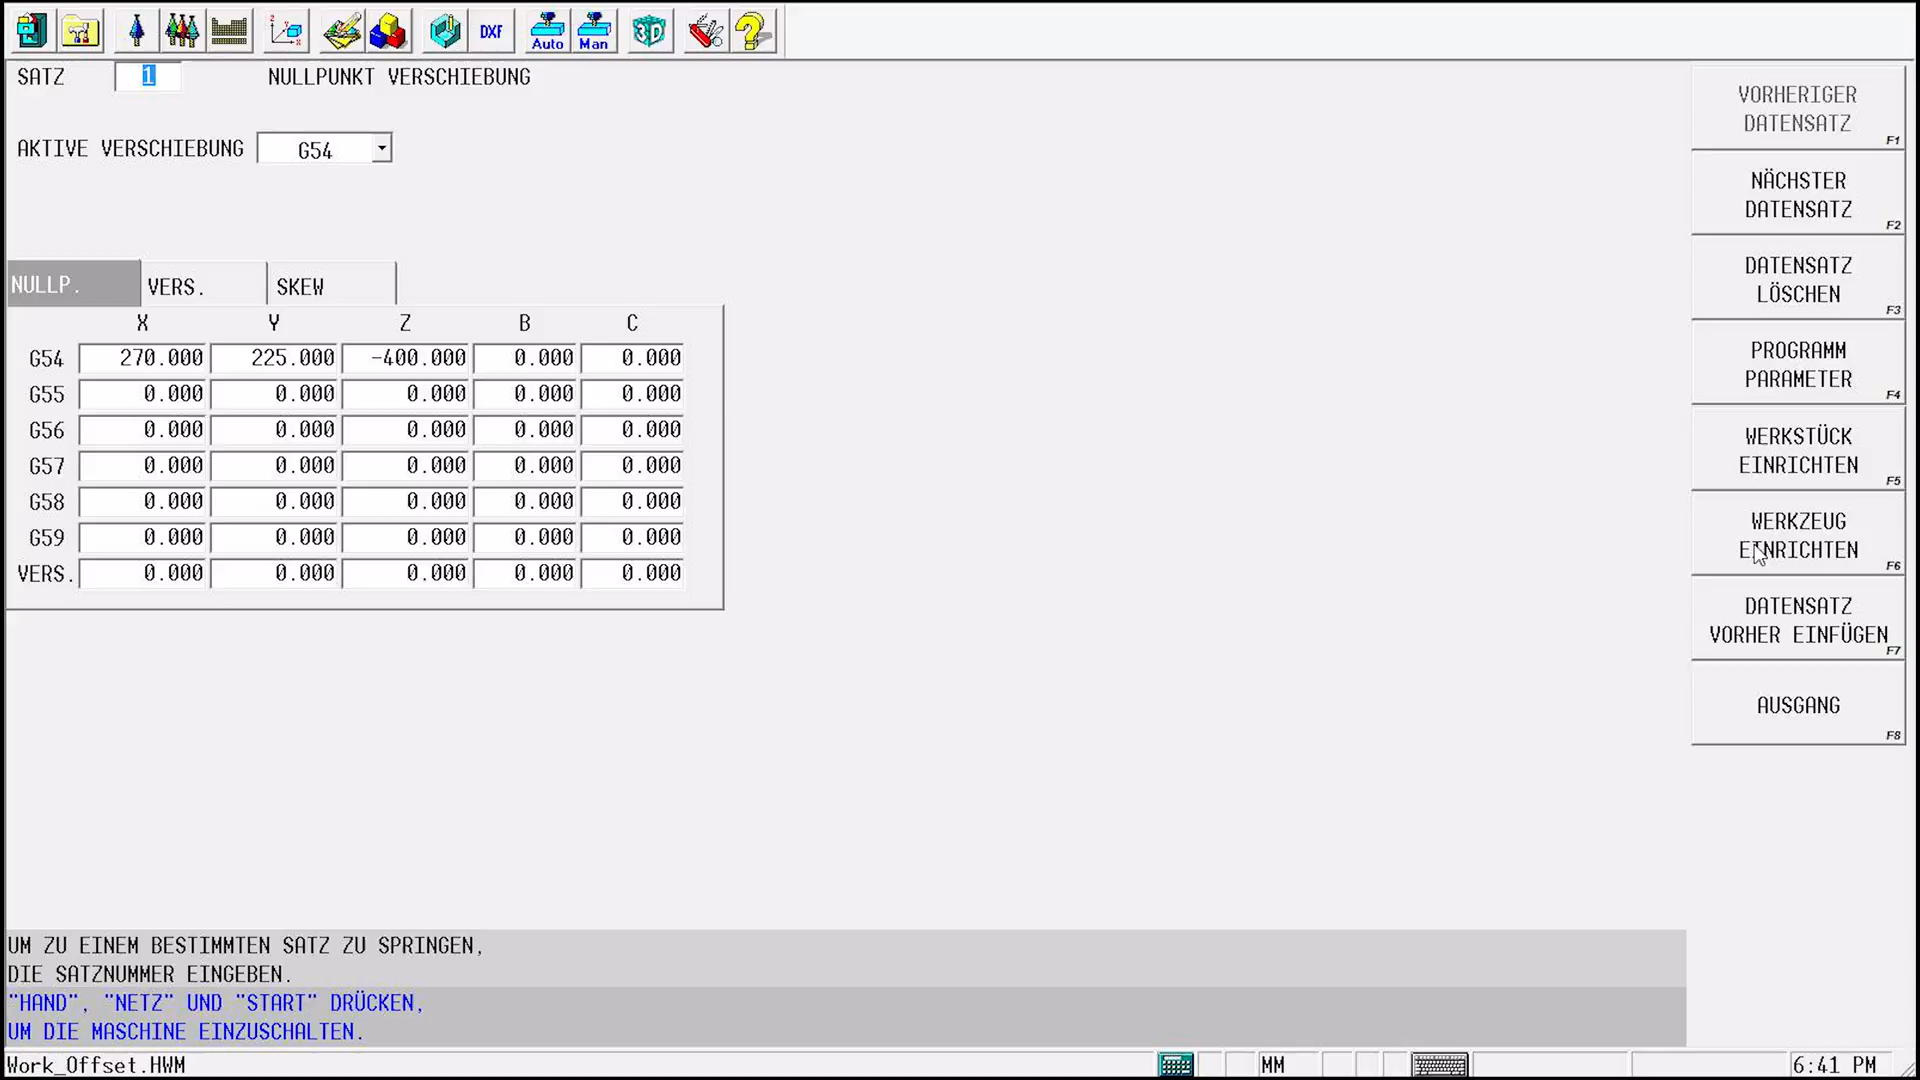 DXF
Auto
Man
3D
SATZ 1 NULLPUNKT VERSCHIEBUNG
AKTIVE VERSCHIEBUNG G54
NULLP. VERS. SKEW
X Y Z B C
G54 270.000 225.000 -400.000 0.000 0.000
G55 0.000 0.000 0.000 0.000 0.000
G56 0.000 0.000 0.000 0.000 0.000
G57 0.000 0.000 0.000 0.000 0.000
G58 0.000 0.000 0.000 0.000 0.000
G59 0.000 0.000 0.000 0.000 0.000
VERS. 0.000 0.000 0.000 0.000 0.000
VORHERIGER
DATENSATZ
F1
NÄCHSTER
DATENSATZ
F2
DATENSATZ
LÖSCHEN
F3
PROGRAMM
PARAMETER
F4
WERKSTÜCK
EINRICHTEN
F5
WERKZEUG
EINRICHTEN
F6
DATENSATZ
VORHER EINFÜGEN
F7
AUSGANG
F8
UM ZU EINEM BESTIMMTEN SATZ ZU SPRINGEN,
DIE SATZNUMMER EINGEBEN.
"HAND", "NETZ" UND "START" DRÜCKEN,
UM DIE MASCHINE EINZUSCHALTEN.
Work_Offset.HWM MM 6:41 PM